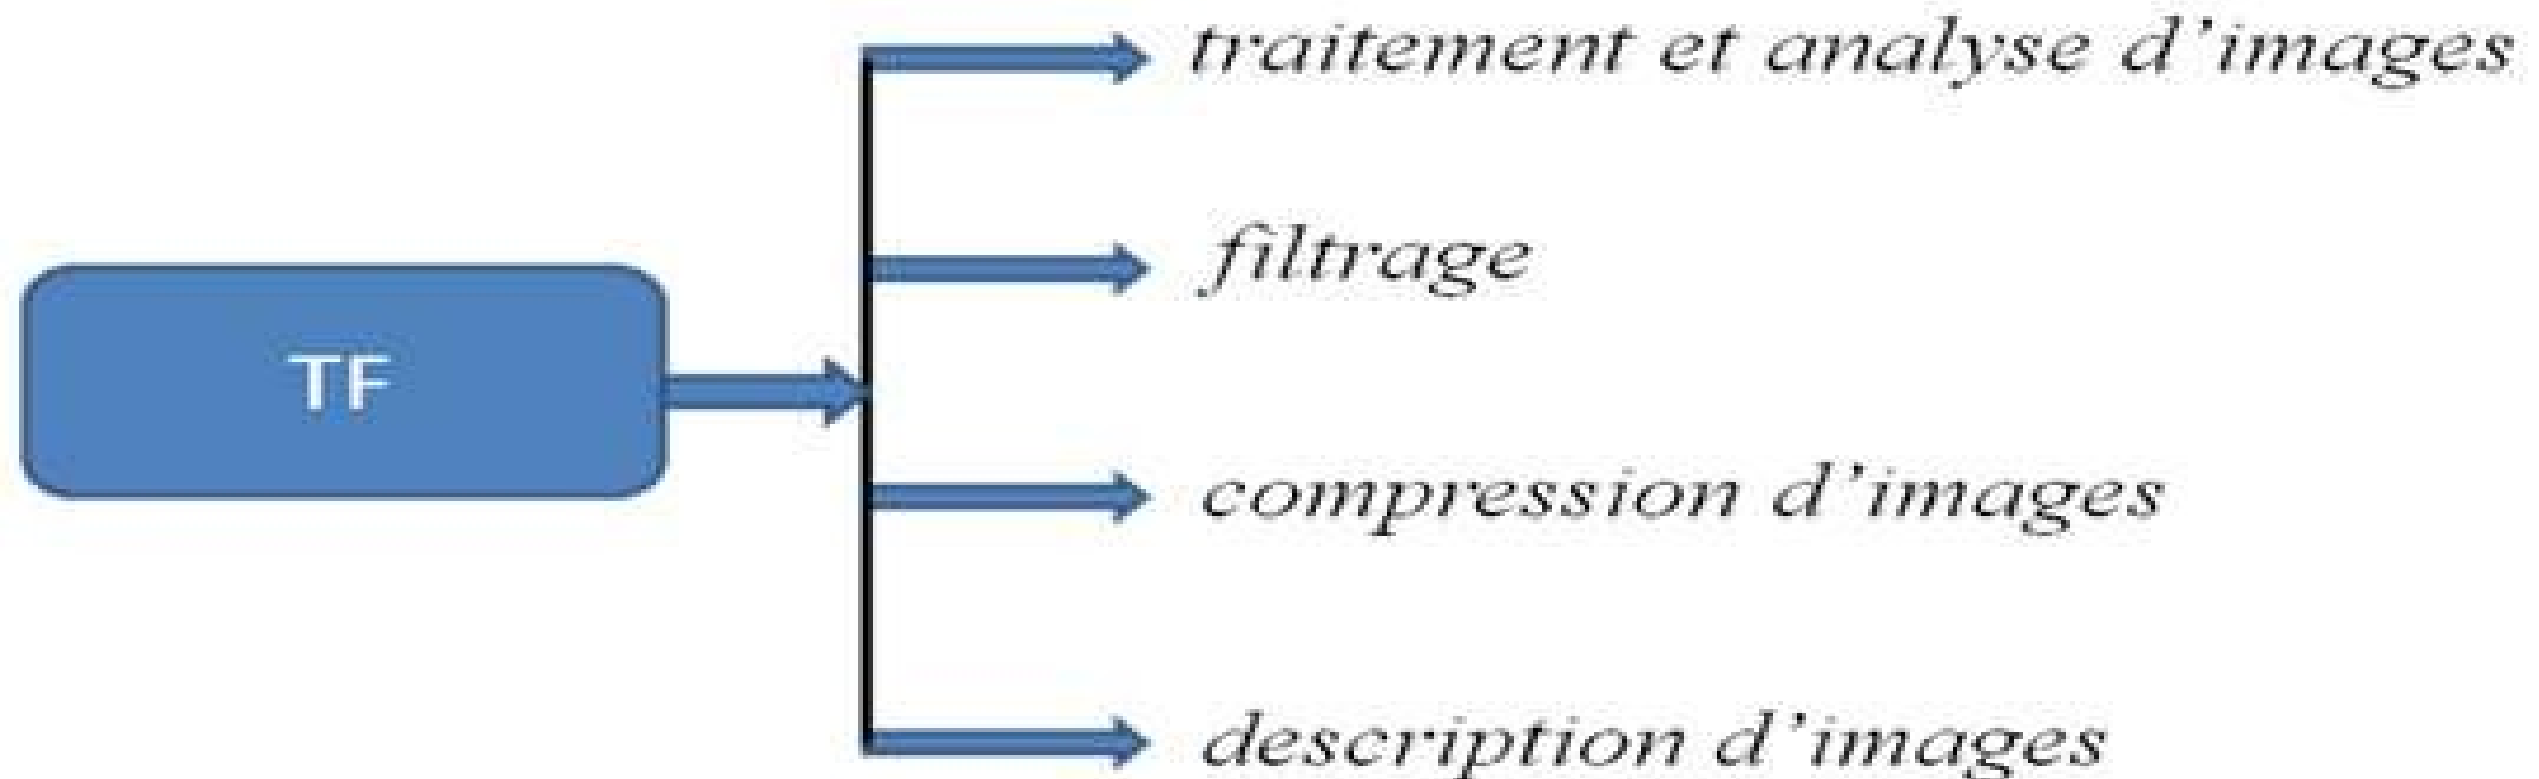 traitement et analyse d'images
filtrage
TF
compression d'images
description d'images